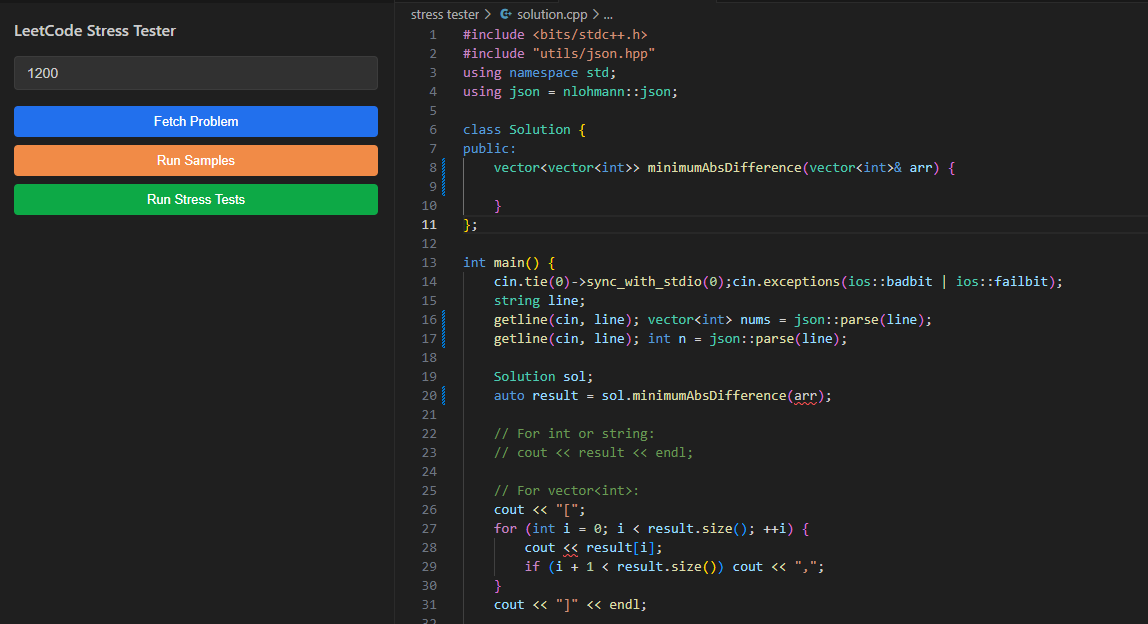 LeetCode Stress Tester
1200
Fetch Problem
Run Samples
Run Stress Tests
stress tester > solution.cpp > ...
1 #include <bits/stdc++.h>
2 #include "utils/json.hpp"
3 using namespace std;
4 using json = nlohmann::json;
5
6 class Solution {
7 public:
8     vector<vector<int>> minimumAbsDifference(vector<int>& arr) {
9
10     }
11 };
12
13 int main() {
14     cin.tie(0)->sync_with_stdio(0);cin.exceptions(ios::badbit | ios::failbit);
15     string line;
16     getline(cin, line); vector<int> nums = json::parse(line);
17     getline(cin, line); int n = json::parse(line);
18
19     Solution sol;
20     auto result = sol.minimumAbsDifference(arr);
21
22     // For int or string:
23     // cout << result << endl;
24
25     // For vector<int>:
26     cout << "[";
27     for (int i = 0; i < result.size(); ++i) {
28         cout << result[i];
29         if (i + 1 < result.size()) cout << ",";
30     }
31     cout << "]" << endl;
32